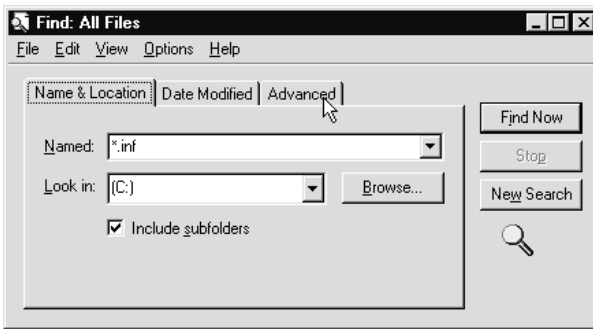 Find: All Files
File Edit View Options Help
Name & Location Date Modified Advanced
Named: *.inf
Look in: (C:) Browse...
Include subfolders
Find Now
Stop
New Search